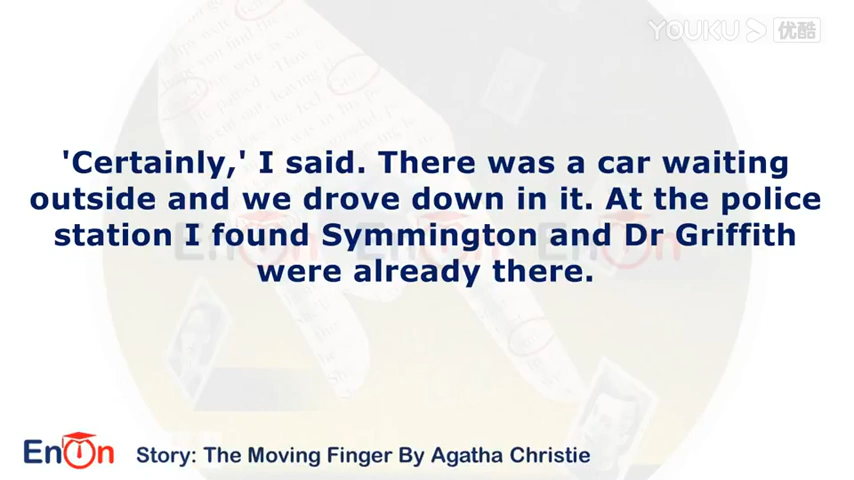 YOUKU 优酷
'Certainly,' I said. There was a car waiting
outside and we drove down in it. At the police
station I found Symmington and Dr Griffith
were already there.
EnOn
Story: The Moving Finger By Agatha Christie